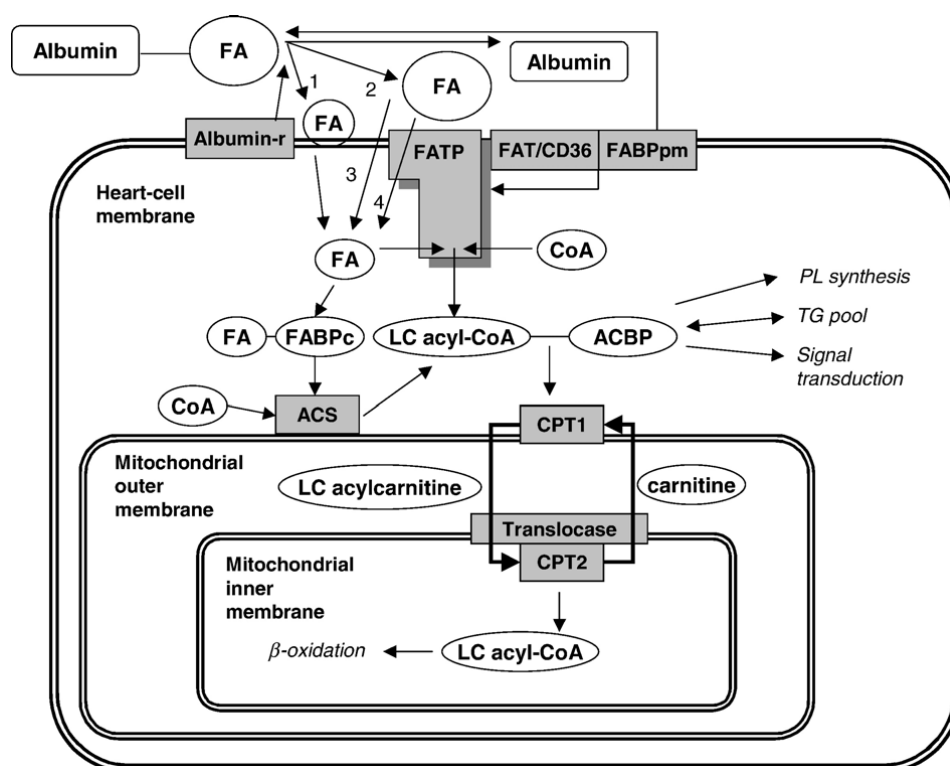 Albumin
FA
Albumin
1
2
FA
FA
Albumin-r
FATP
FAT/CD36
FABPpm
Heart-cell
membrane
3
4
FA
CoA
PL synthesis
FA
FABPc
LC acyl-CoA
ACBP
TG pool
Signal
transduction
CoA
ACS
CPT1
Mitochondrial
outer
membrane
LC acylcarnitine
carnitine
Translocase
Mitochondrial
inner
membrane
CPT2
β-oxidation
LC acyl-CoA